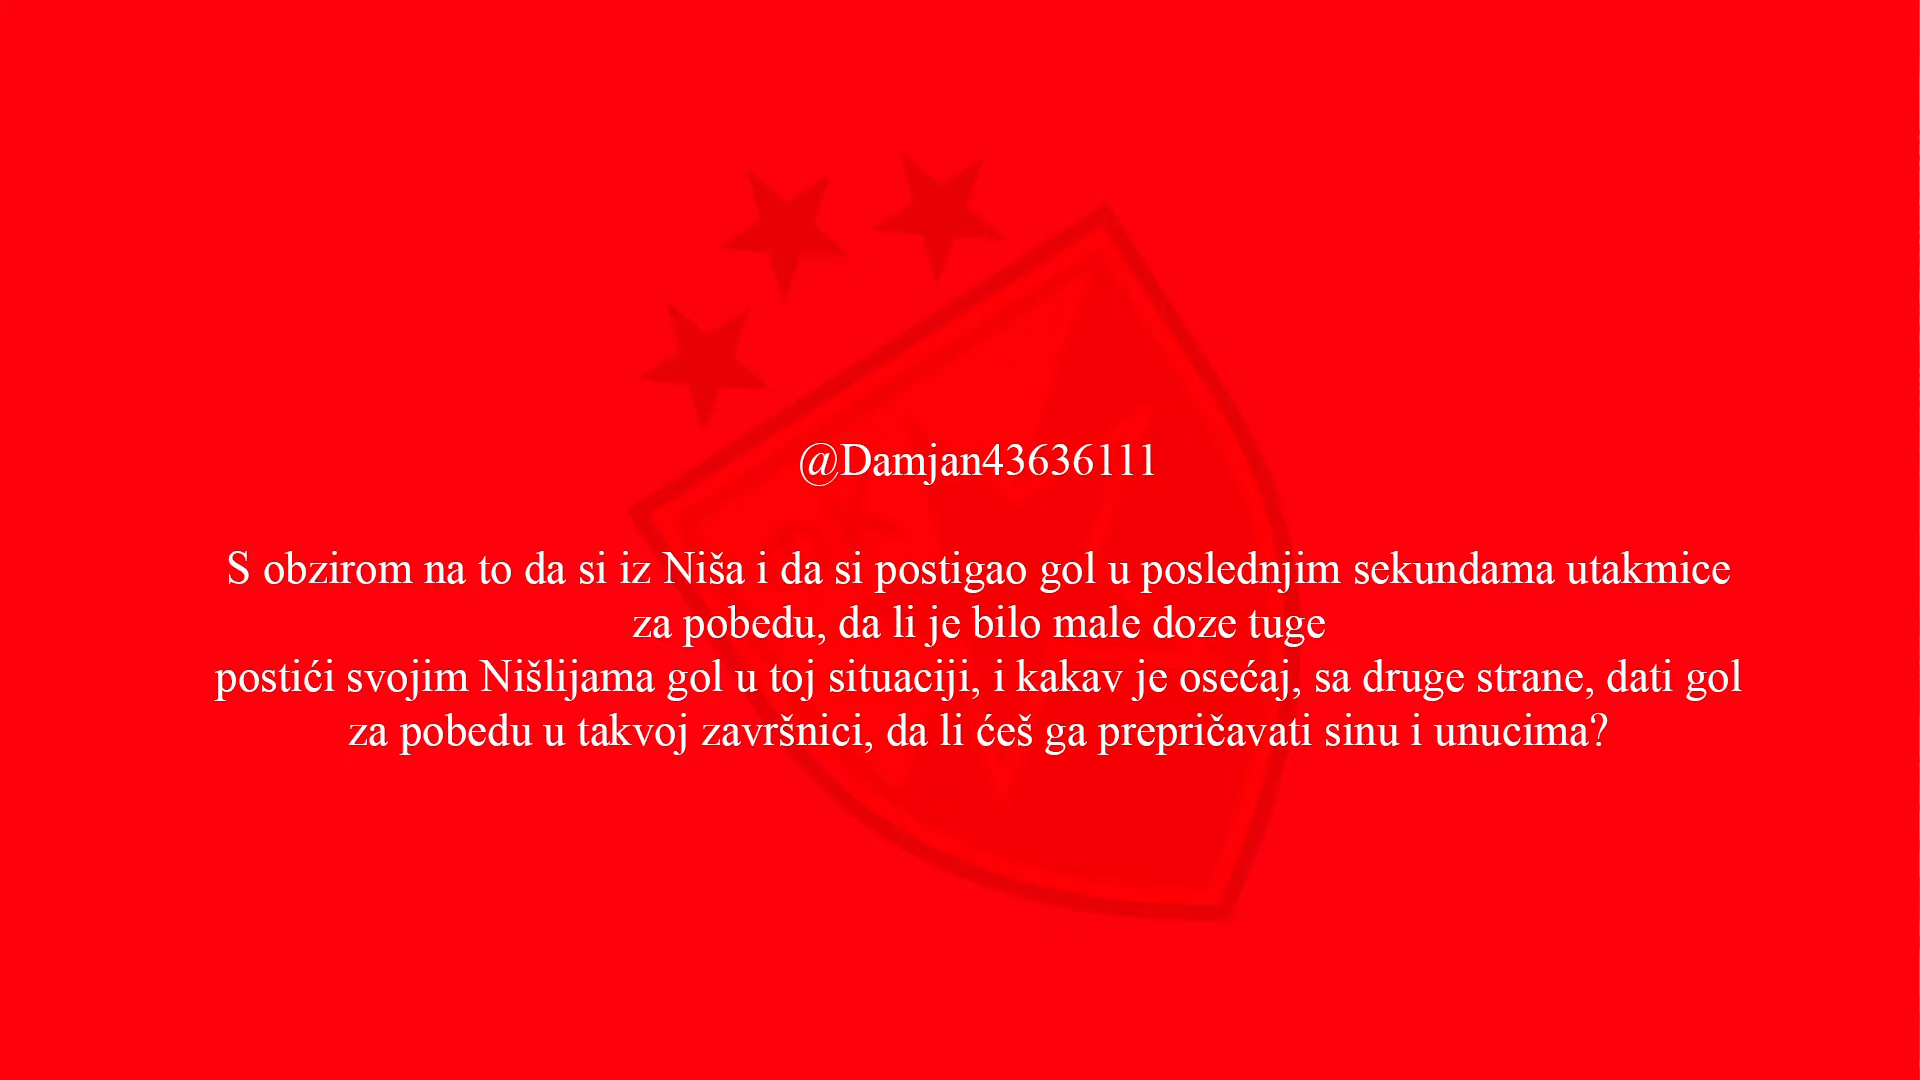 @Damjan43636111
S obzirom na to da si iz Niša i da si postigao gol u poslednjim sekundama utakmice
za pobedu, da li je bilo male doze tuge
postići svojim Nišlijama gol u toj situaciji, i kakav je osećaj, sa druge strane, dati gol
za pobedu u takvoj završnici, da li ćeš ga prepričavati sinu i unucima?